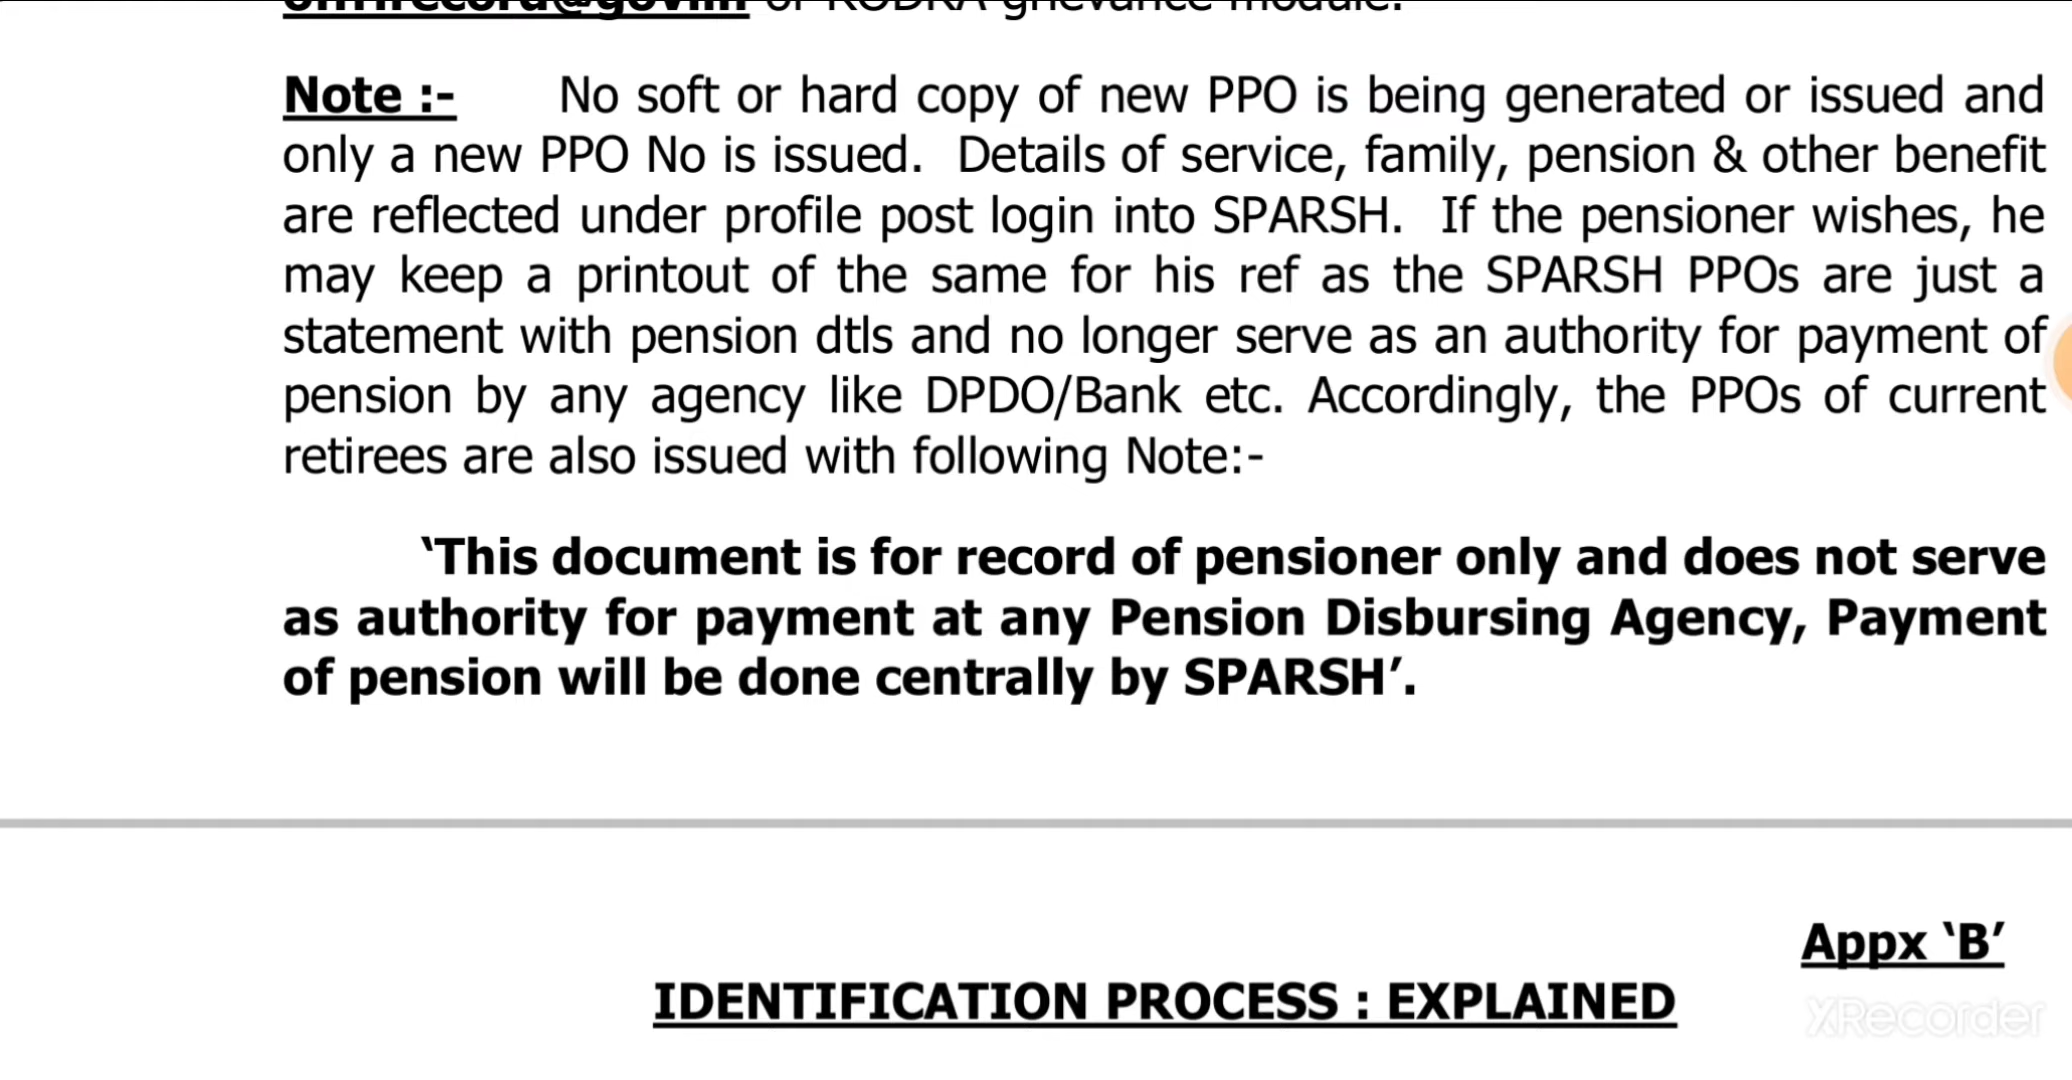 grievance module.
Note :- No soft or hard copy of new PPO is being generated or issued and
only a new PPO No is issued. Details of service, family, pension & other benefit
are reflected under profile post login into SPARSH. If the pensioner wishes, he
may keep a printout of the same for his ref as the SPARSH PPOs are just a
statement with pension dtls and no longer serve as an authority for payment of
pension by any agency like DPDO/Bank etc. Accordingly, the PPOs of current
retirees are also issued with following Note:-
‘This document is for record of pensioner only and does not serve
as authority for payment at any Pension Disbursing Agency, Payment
of pension will be done centrally by SPARSH’.
Appx ‘B’
IDENTIFICATION PROCESS : EXPLAINED
XRecorder